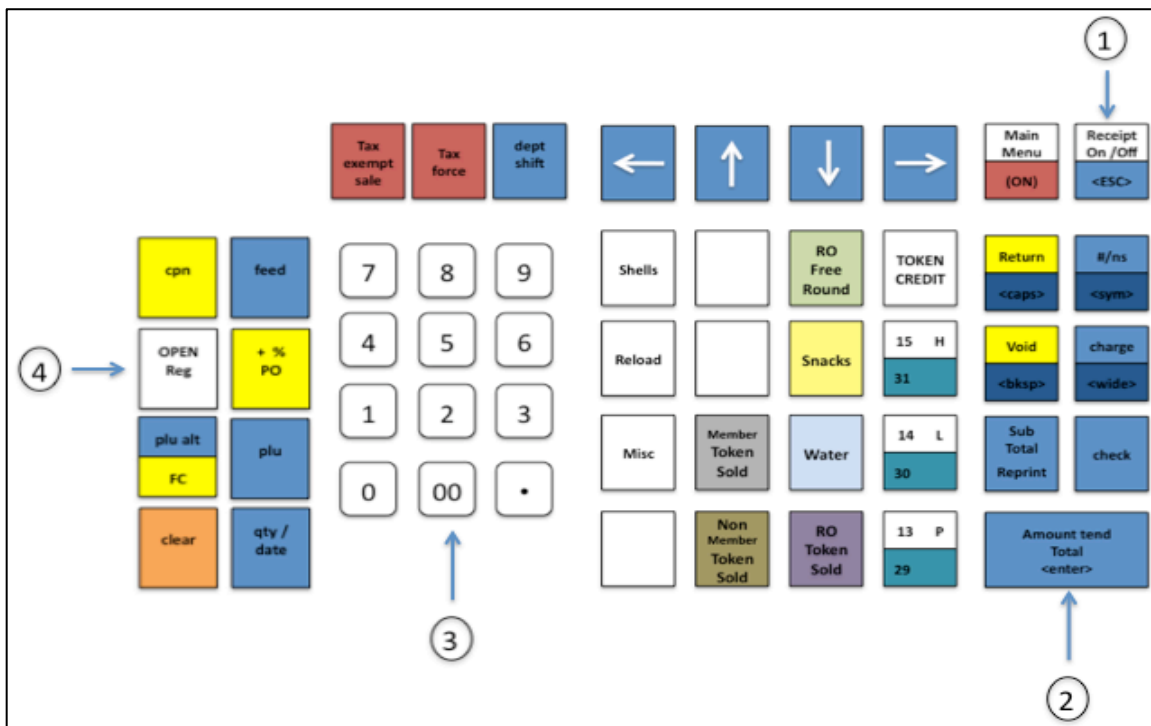 1
Tax
exempt
sale
Tax
force
dept
shift
Main
Menu
(ON)
Receipt
On /Off
<ESC>
cpn
feed
7
8
9
Shells
RO
Free
Round
TOKEN
CREDIT
Return
<caps>
#/ns
<sym>
4
OPEN
Reg
+ %
PO
4
5
6
Reload
Snacks
15 H
31
Void
<bksp>
charge
<wide>
plu alt
FC
plu
1
2
3
Misc
Member
Token
Sold
Water
14 L
30
Sub
Total
Reprint
check
0
00
•
clear
qty /
date
Non
Member
Token
Sold
RO
Token
Sold
13 P
29
Amount tend
Total
<enter>
3
2